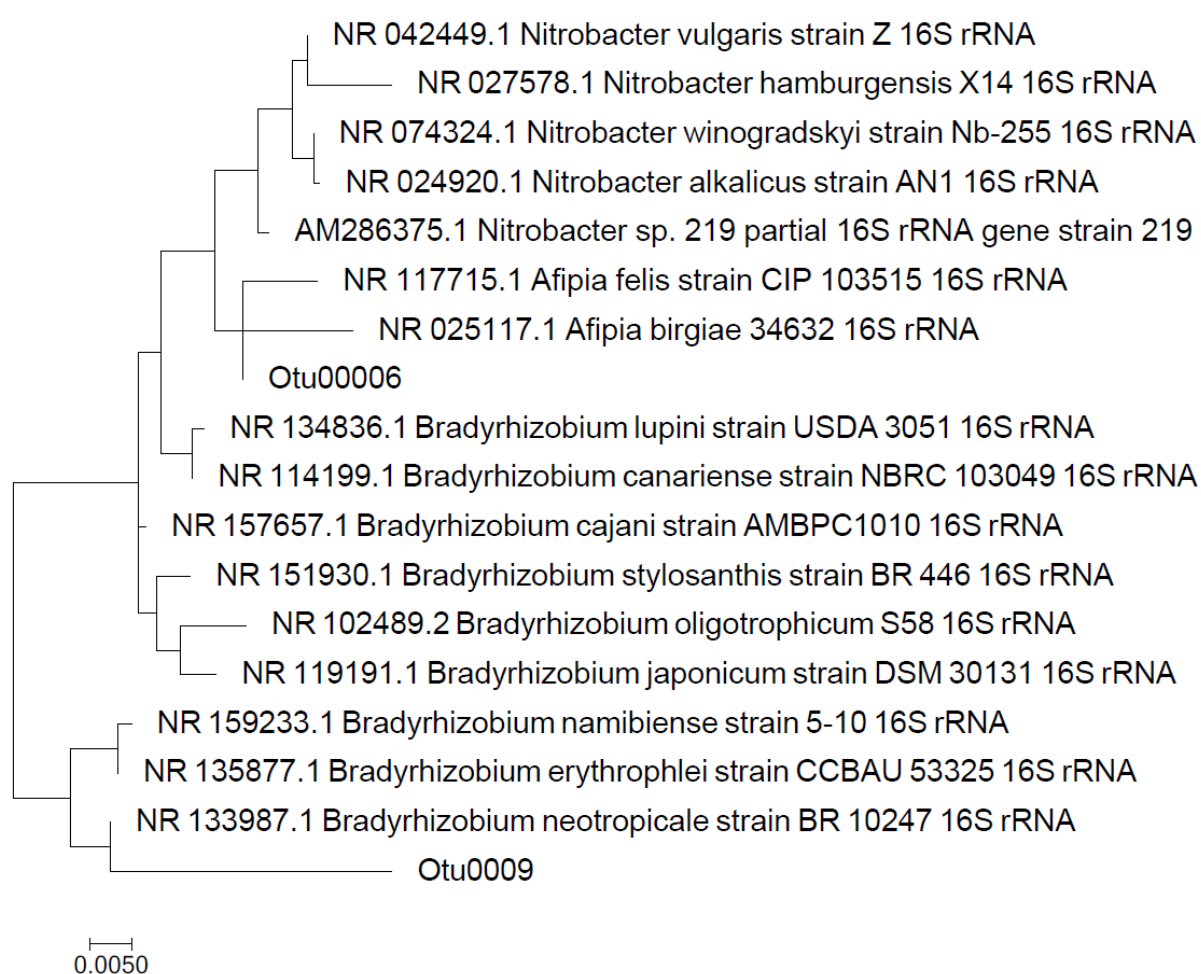 NR 042449.1 Nitrobacter vulgaris strain Z 16S rRNA
NR 027578.1 Nitrobacter hamburgensis X14 16S rRNA
NR 074324.1 Nitrobacter winogradskyi strain Nb-255 16S rRNA
NR 024920.1 Nitrobacter alkalicus strain AN1 16S rRNA
AM286375.1 Nitrobacter sp. 219 partial 16S rRNA gene strain 219
NR 117715.1 Afipia felis strain CIP 103515 16S rRNA
NR 025117.1 Afipia birgiae 34632 16S rRNA
Otu00006
NR 134836.1 Bradyrhizobium lupini strain USDA 3051 16S rRNA
NR 114199.1 Bradyrhizobium canariense strain NBRC 103049 16S rRNA
NR 157657.1 Bradyrhizobium cajani strain AMBPC1010 16S rRNA
NR 151930.1 Bradyrhizobium stylosanthis strain BR 446 16S rRNA
NR 102489.2 Bradyrhizobium oligotrophicum S58 16S rRNA
NR 119191.1 Bradyrhizobium japonicum strain DSM 30131 16S rRNA
NR 159233.1 Bradyrhizobium namibiense strain 5-10 16S rRNA
NR 135877.1 Bradyrhizobium erythrophlei strain CCBAU 53325 16S rRNA
NR 133987.1 Bradyrhizobium neotropicale strain BR 10247 16S rRNA
Otu0009
0.0050